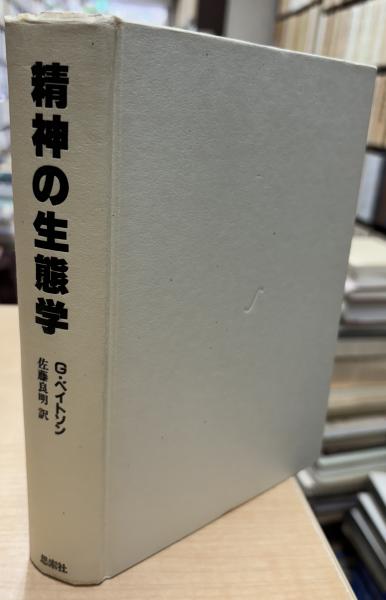 精神の生態学
G・ベイトソン
佐藤良明 訳
思索社